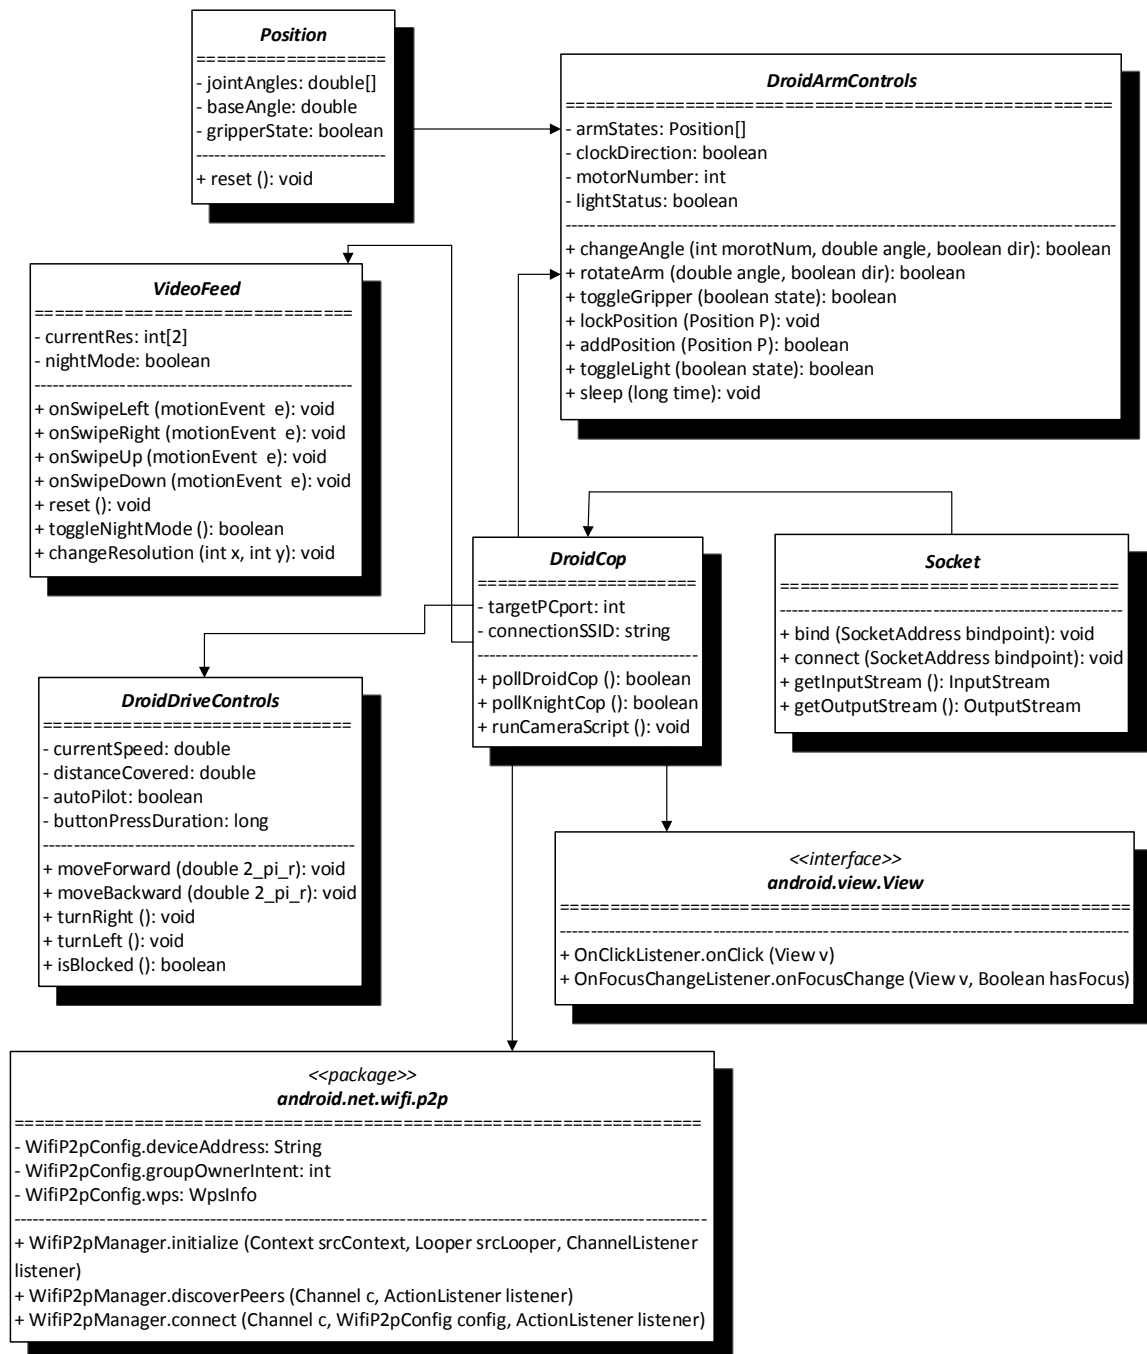 Position
===================
- jointAngles: double[]
- baseAngle: double
- gripperState: boolean
-------------------------------
+ reset (): void
DroidArmControls
=======================================================
- armStates: Position[]
- clockDirection: boolean
- motorNumber: int
- lightStatus: boolean
-----------------------------------------------------------------------------------------
+ changeAngle (int morotNum, double angle, boolean dir): boolean
+ rotateArm (double angle, boolean dir): boolean
+ toggleGripper (boolean state): boolean
+ lockPosition (Position P): void
+ addPosition (Position P): boolean
+ toggleLight (boolean state): boolean
+ sleep (long time): void
VideoFeed
================================
- currentRes: int[2]
- nightMode: boolean
---------------------------------------------------
+ onSwipeLeft (motionEvent  e): void
+ onSwipeRight (motionEvent  e): void
+ onSwipeUp (motionEvent  e): void
+ onSwipeDown (motionEvent  e): void
+ reset (): void
+ toggleNightMode (): boolean
+ changeResolution (int x, int y): void
DroidCop
======================
- targetPCport: int
- connectionSSID: string
-----------------------------------
+ pollDroidCop (): boolean
+ pollKnightCop (): boolean
+ runCameraScript (): void
Socket
==================================
-------------------------------------------------------
+ bind (SocketAddress bindpoint): void
+ connect (SocketAddress bindpoint): void
+ getInputStream (): InputStream
+ getOutputStream (): OutputStream
DroidDriveControls
===============================
- currentSpeed: double
- distanceCovered: double
- autoPilot: boolean
- buttonPressDuration: long
--------------------------------------------------
+ moveForward (double 2_pi_r): void
+ moveBackward (double 2_pi_r): void
+ turnRight (): void
+ turnLeft (): void
+ isBlocked (): boolean
<<interface>>
android.view.View
=========================================================
--------------------------------------------------------------------------------------------
+ OnClickListener.onClick (View v)
+ OnFocusChangeListener.onFocusChange (View v, Boolean hasFocus)
<<package>>
android.net.wifi.p2p
=====================================================================
- WifiP2pConfig.deviceAddress: String
- WifiP2pConfig.groupOwnerIntent: int
- WifiP2pConfig.wps: WpsInfo
----------------------------------------------------------------------------------------------------------------
+ WifiP2pManager.initialize (Context srcContext, Looper srcLooper, ChannelListener
listener)
+ WifiP2pManager.discoverPeers (Channel c, ActionListener listener)
+ WifiP2pManager.connect (Channel c, WifiP2pConfig config, ActionListener listener)